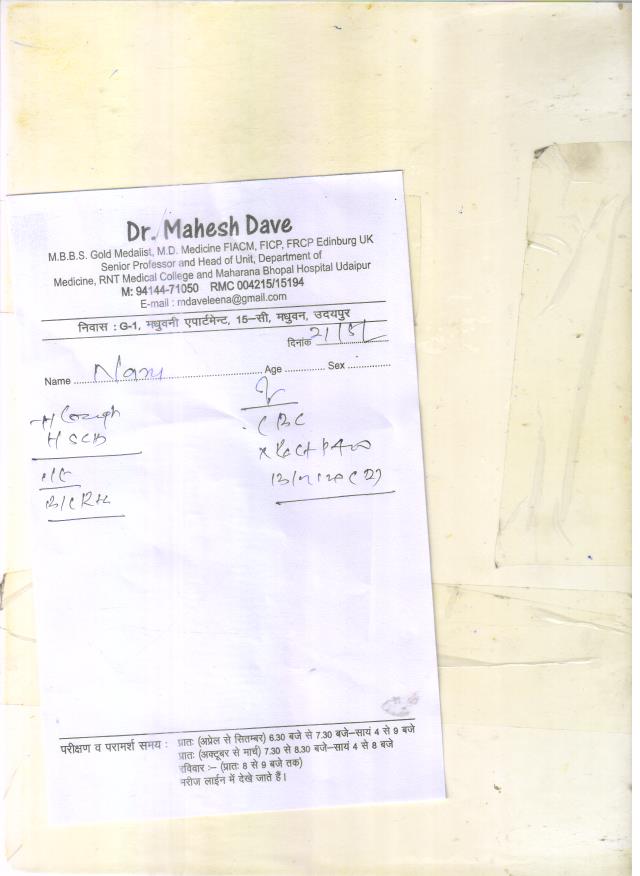 Dr. Mahesh Dave
M.B.B.S. Gold Medalist, M.D. Medicine FIACM, FICP, FRCP Edinburg UK
Senior Professor and Head of Unit, Department of
Medicine, RNT Medical College and Maharana Bhopal Hospital Udaipur
M: 94144-71050 RMC 004215/15194
E-mail : mdaveleena@gmail.com
निवास : G-1, मधुवनी एपार्टमेन्ट, 15–सी, मधुवन, उदयपुर
दिनांक
Name Age Sex
CBC
परीक्षण व परामर्श समय : प्रातः (अप्रेल से सितम्बर) 6.30 बजे से 7.30 बजे–सायं 4 से 9 बजे
प्रातः (अक्टूबर से मार्च) 7.30 से 8.30 बजे–सायं 4 से 8 बजे
रविवार :– (प्रातः 8 से 9 बजे तक)
मरीज लाईन में देखे जाते हैं।